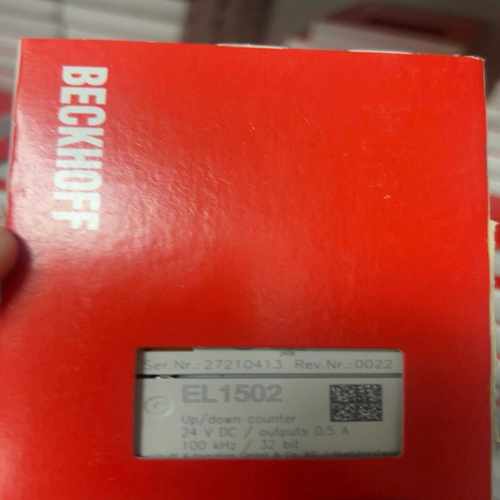 BECKHOFF
Ser.Nr.: 27210413 Rev.Nr.: 0022
EL1502
Up/down counter
24 V DC / outputs 0,5 A
100 kHz / 32 bit